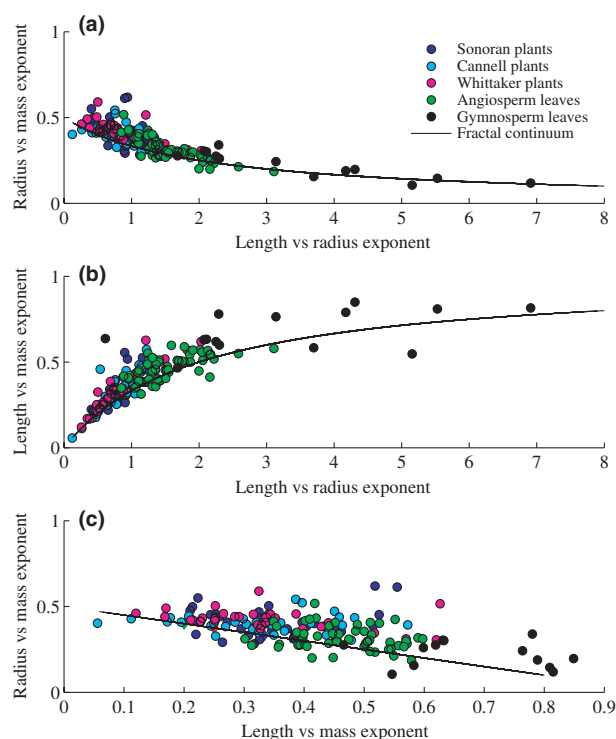 (a)
Sonoran plants
Cannell plants
Whittaker plants
Angiosperm leaves
Gymnosperm leaves
Fractal continuum
Radius vs mass exponent
1
0.5
0
0 1 2 3 4 5 6 7 8
Length vs radius exponent
(b)
Length vs mass exponent
1
0.5
0
0 1 2 3 4 5 6 7 8
Length vs radius exponent
(c)
Radius vs mass exponent
1
0.5
0
0 0.1 0.2 0.3 0.4 0.5 0.6 0.7 0.8 0.9
Length vs mass exponent